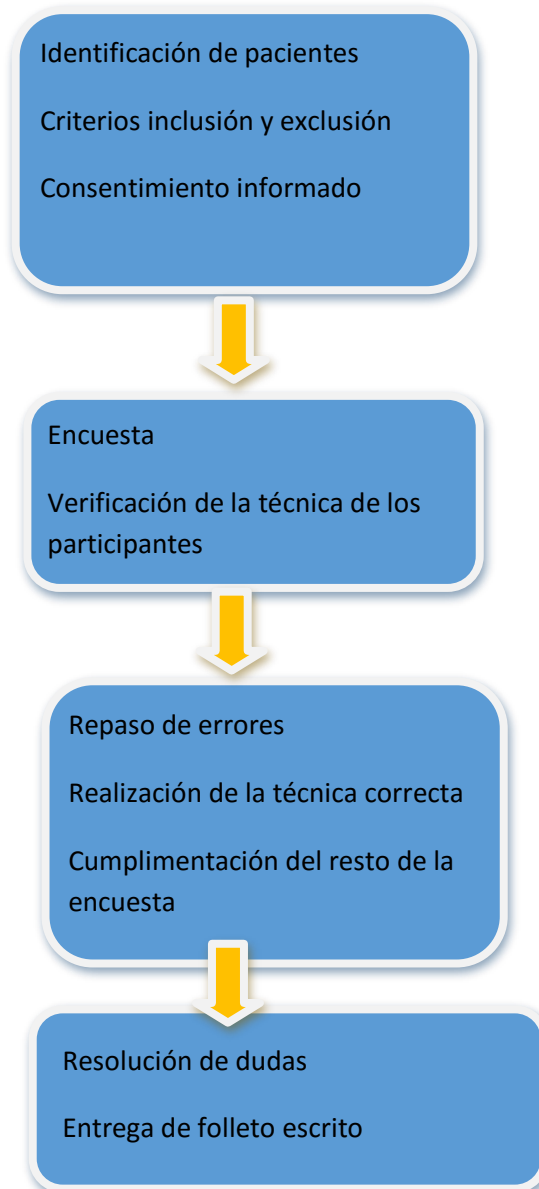 Identificación de pacientes
Criterios inclusión y exclusión
Consentimiento informado
Encuesta
Verificación de la técnica de los
participantes
Repaso de errores
Realización de la técnica correcta
Cumplimentación del resto de la
encuesta
Resolución de dudas
Entrega de folleto escrito